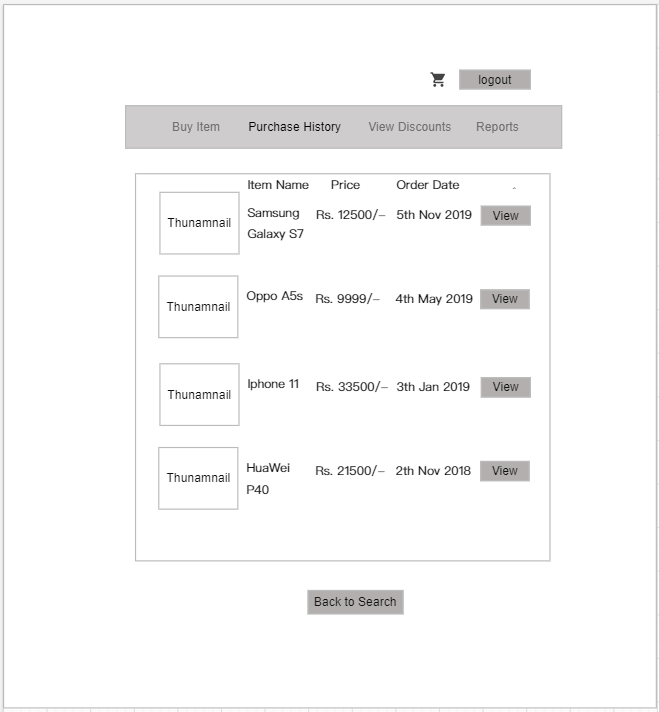 logout
Buy Item Purchase History View Discounts Reports
Item Name Price Order Date
Thunamnail Samsung Galaxy S7 Rs. 12500/– 5th Nov 2019 View
Thunamnail Oppo A5s Rs. 9999/– 4th May 2019 View
Thunamnail Iphone 11 Rs. 33500/– 3th Jan 2019 View
Thunamnail HuaWei P40 Rs. 21500/– 2th Nov 2018 View
Back to Search